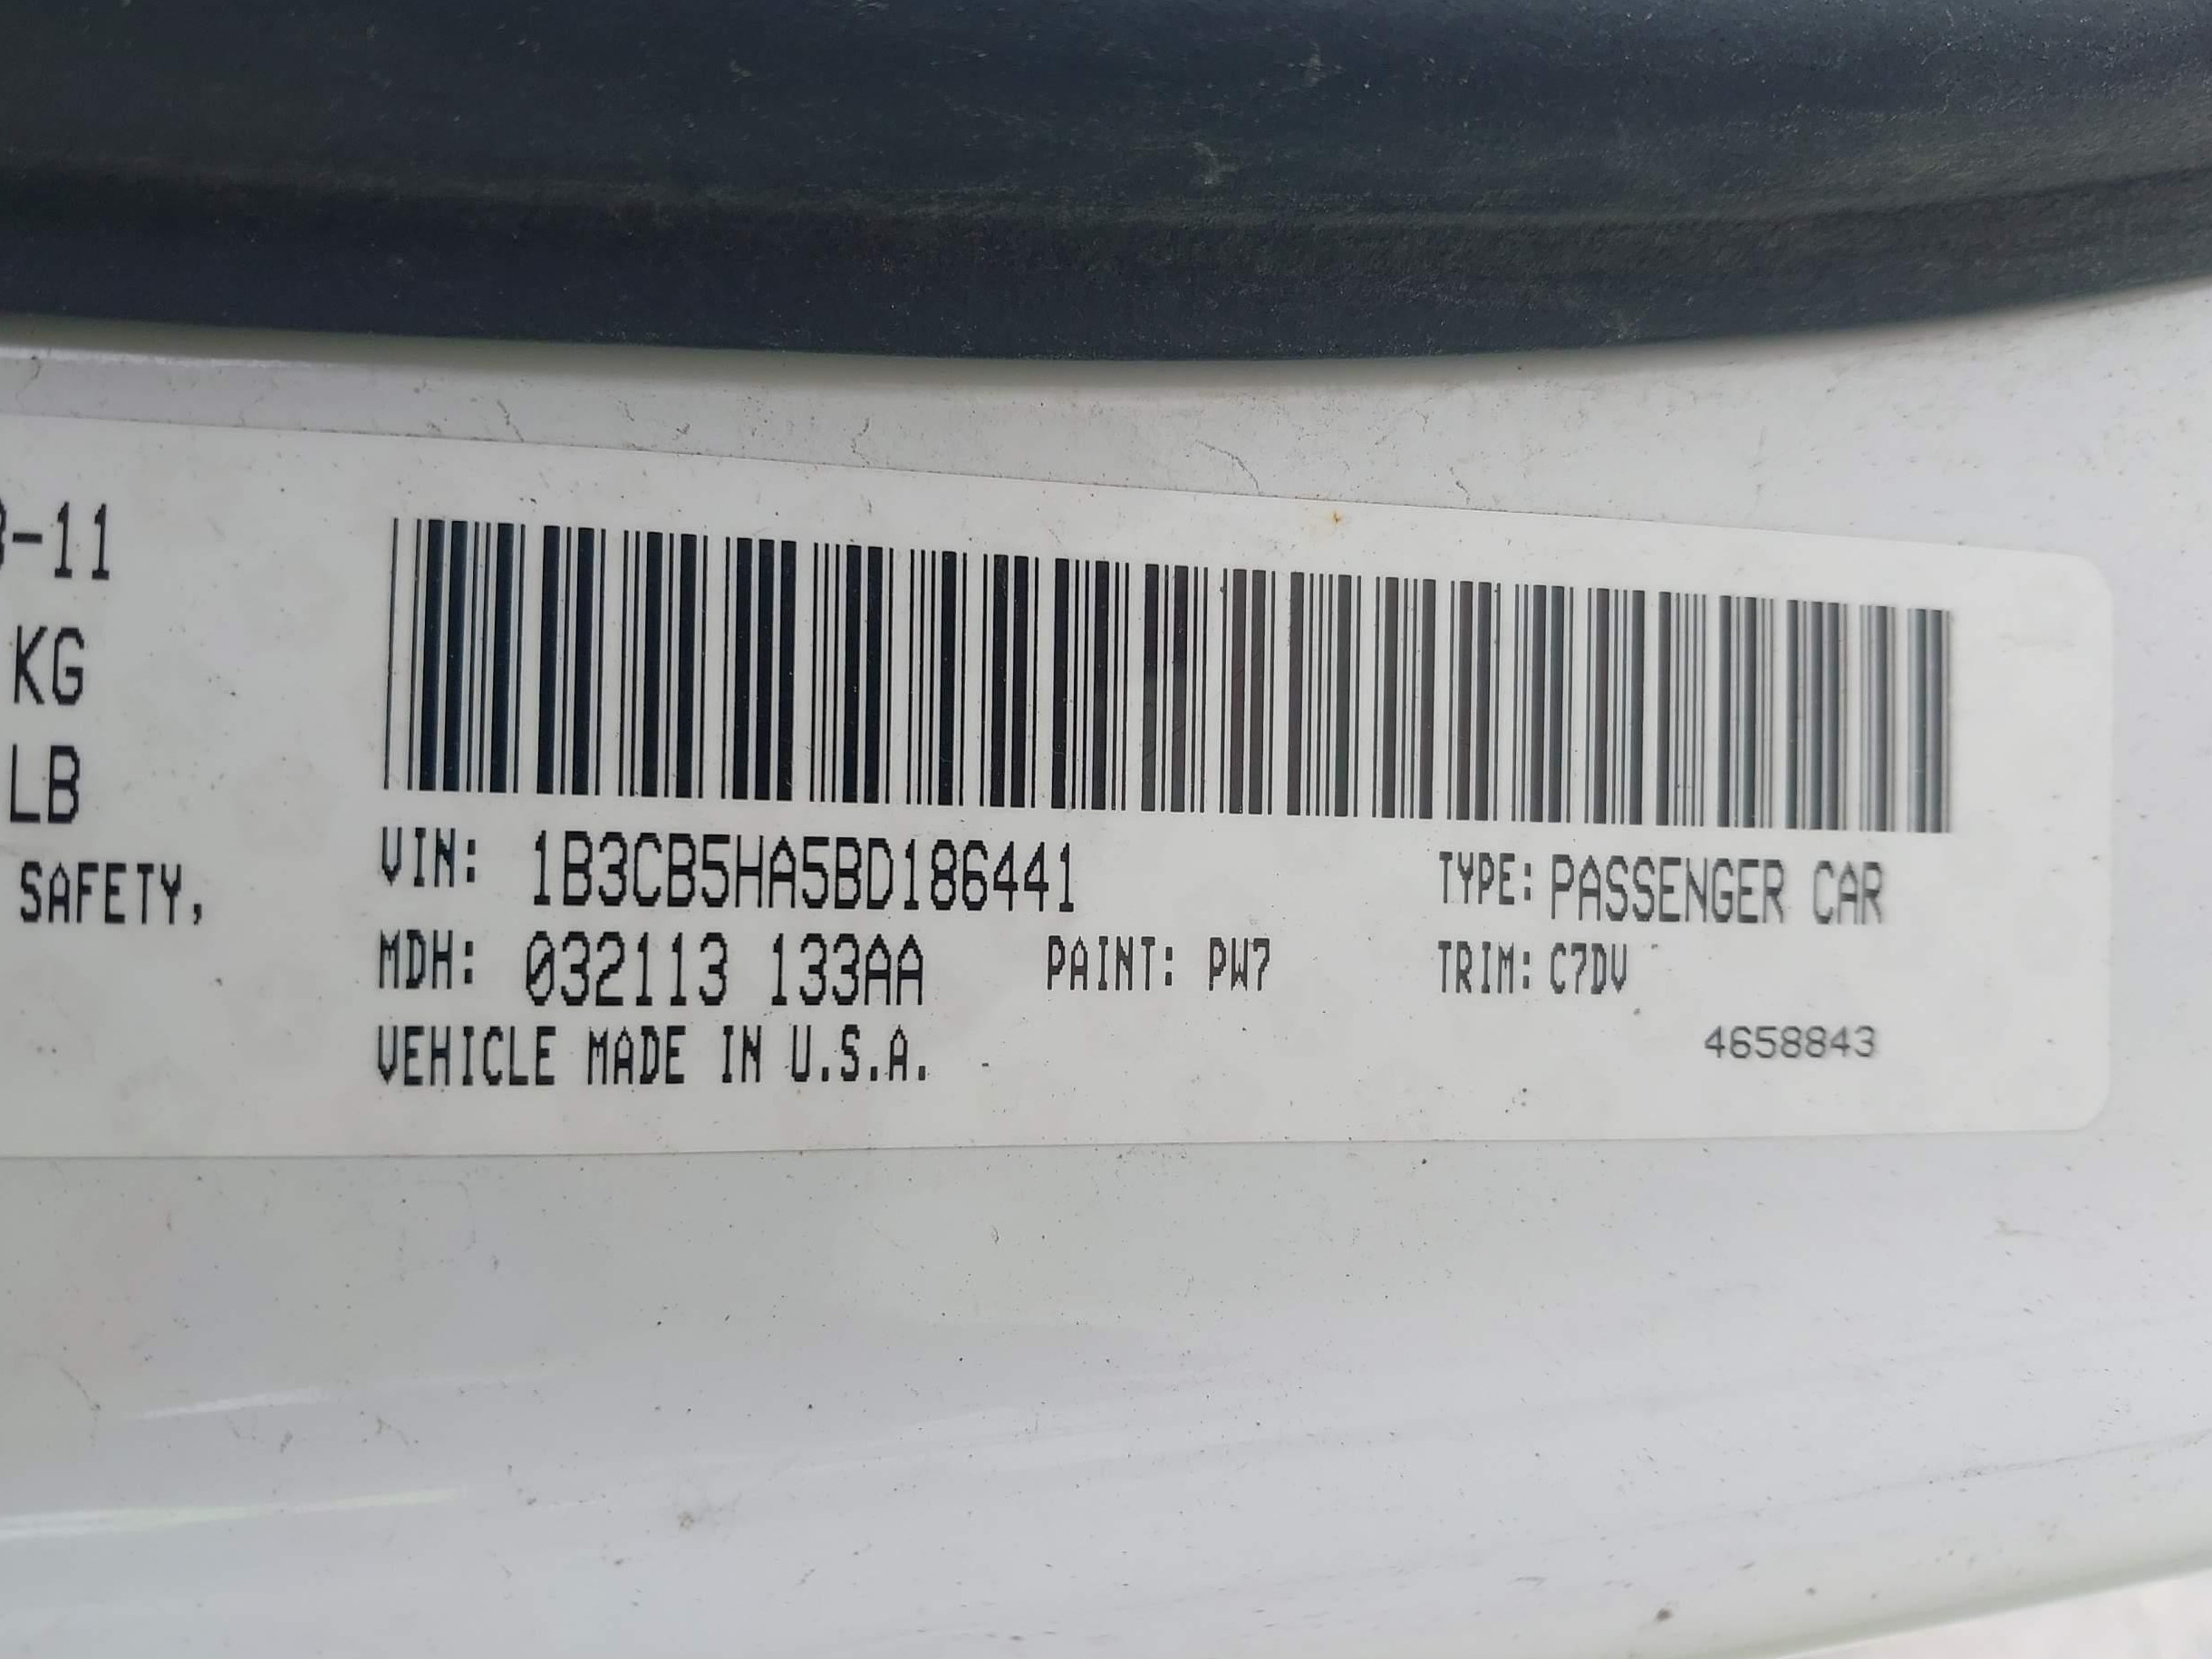 -11
KG
LB
SAFETY,
VIN: 1B3CB5HA5BD186441 TYPE: PASSENGER CAR
MDH: 032113 133AA PAINT: PW7 TRIM: C7DV
VEHICLE MADE IN U.S.A. 4658843